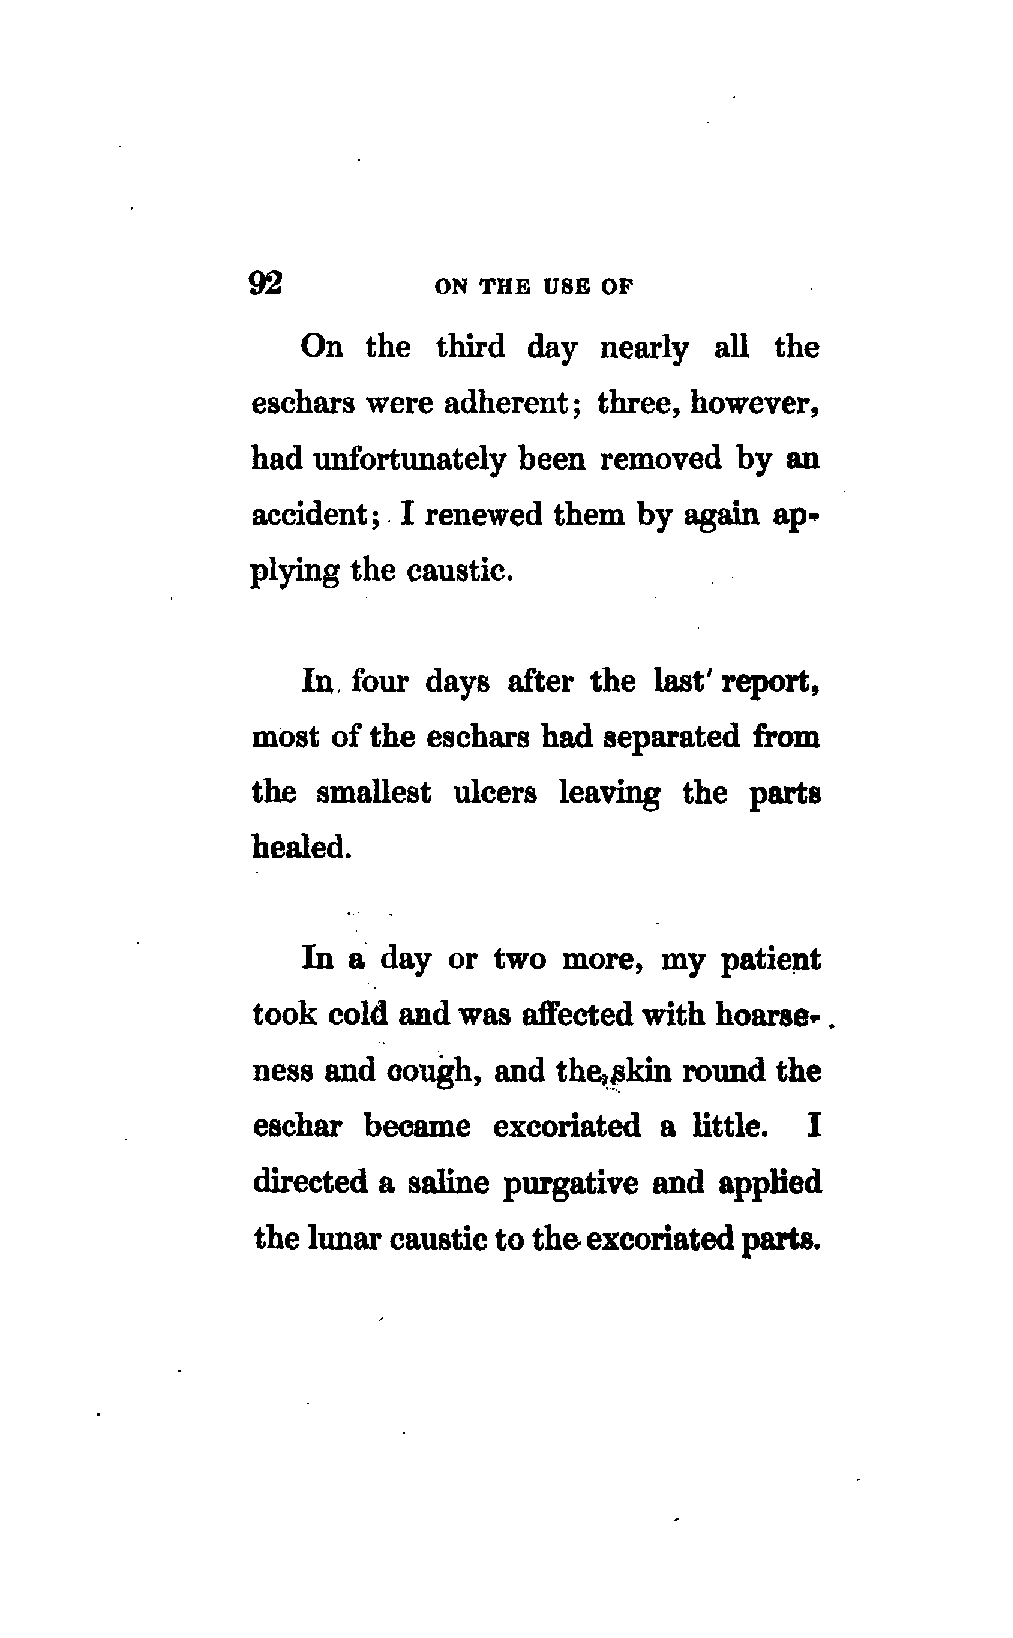 92 ON THE USE OF
On the third day nearly all the
eschars were adherent; three, however,
had unfortunately been removed by an
accident; I renewed them by again ap-
plying the caustic.
In four days after the last report,
most of the eschars had separated from
the smallest ulcers leaving the parts
healed.
In a day or two more, my patient
took cold and was affected with hoarse-
ness and cough, and the skin round the
eschar became excoriated a little. I
directed a saline purgative and applied
the lunar caustic to the excoriated parts.